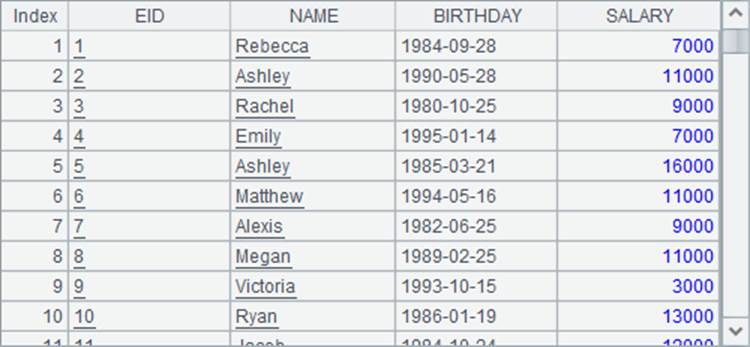 Index EID NAME BIRTHDAY SALARY
1 1 Rebecca 1984-09-28 7000
2 2 Ashley 1990-05-28 11000
3 3 Rachel 1980-10-25 9000
4 4 Emily 1995-01-14 7000
5 5 Ashley 1985-03-21 16000
6 6 Matthew 1994-05-16 11000
7 7 Alexis 1982-06-25 9000
8 8 Megan 1989-02-25 11000
9 9 Victoria 1993-10-15 3000
10 10 Ryan 1986-01-19 13000
11 11 Jacob 12000